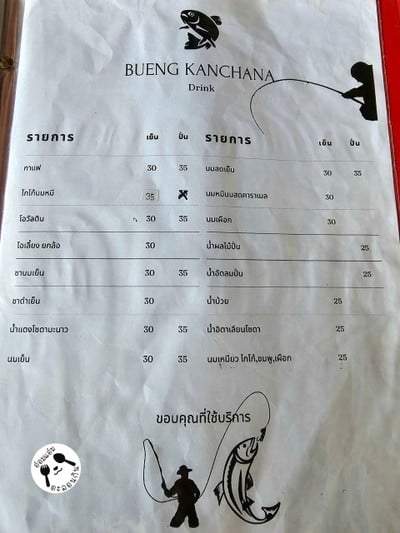 BUENG KANCHANA
Drink
รายการ เย็น ปั่น
กาแฟ 30 35
โกโก้นมหมี 35
โอวัลติน 30 35
โอเลี้ยง ยกล้อ 30
ชานมเย็น 30 35
ชาดำเย็น 30 35
น้ำแดงโซดามะนาว 30 35
นมเย็น 30 35
รายการ เย็น ปั่น
นมสดเย็น 30 35
นมหมีนมสดคาราเมล 30
นมเผือก 30
น้ำผลไม้ปั่น 25
น้ำอัดลมปั่น 25
น้ำบ๊วย 25
น้ำอิตาเลียนโซดา 25
นมเหนียว โกโก้,ชมพู,เผือก 25
ขอบคุณที่ใช้บริการ